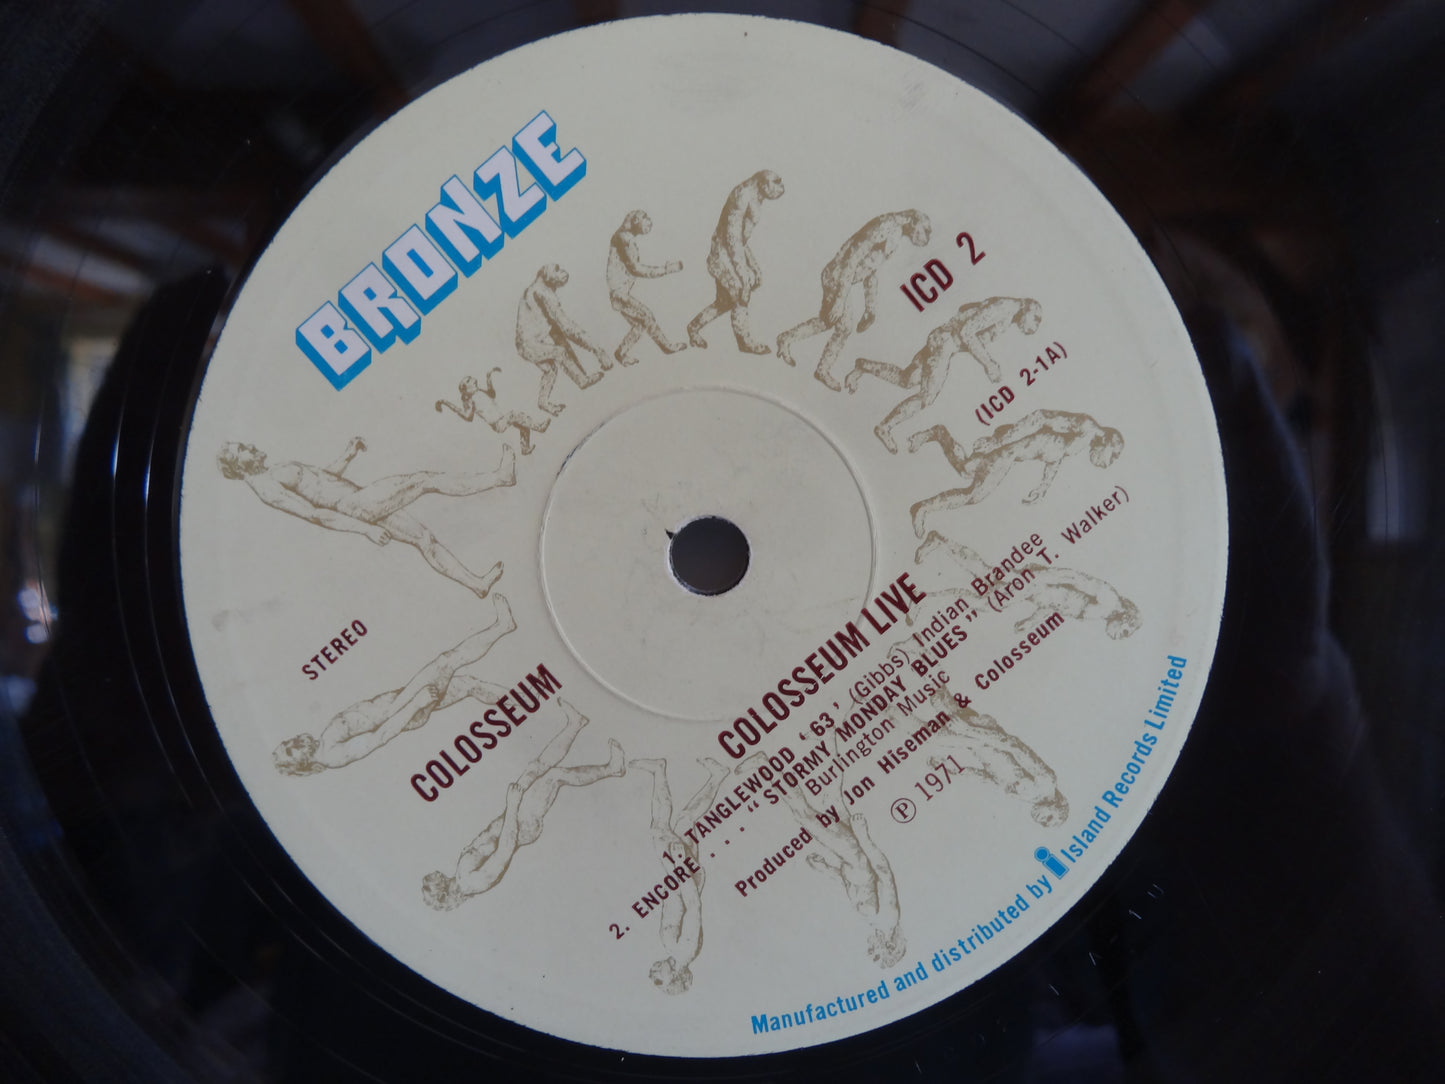 BRONZE
ICD 2
(ICD 2-1A)
STEREO
COLOSSEUM
COLOSSEUM LIVE
1. TANGLEWOOD '63' (Gibbs) Indian Brandee
2. ENCORE . . . "STORMY MONDAY BLUES" (Aron T. Walker)
Burlington Music
Produced by Jon Hiseman & Colosseum
℗ 1971
Manufactured and distributed by i Island Records Limited